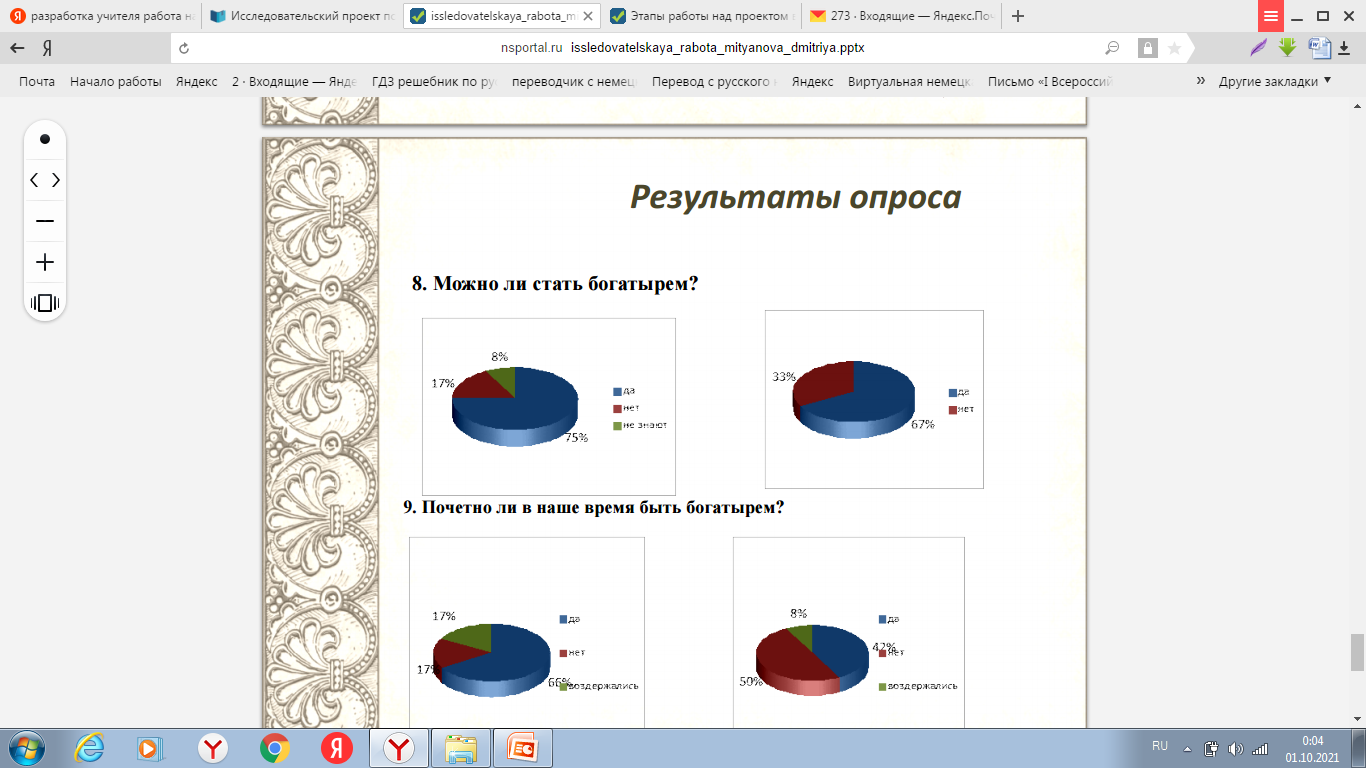 разработка учителя работа на
Исследовательский проект по
issledovatelskaya_rabota_m
Этапы работы над проектом
273 · Входящие — Яндекс.Поч
Я
nsportal.ru issledovatelskaya_rabota_mityanova_dmitriya.pptx
Почта Начало работы Яндекс 2 · Входящие — Янде ГДЗ решебник по ру переводчик с немец Перевод с русского Яндекс Виртуальная немецк Письмо «I Всероссий » Другие закладки
Результаты опроса
8. Можно ли стать богатырем?
8%
17%
75%
да
нет
не знают
33%
67%
да
нет
9. Почетно ли в наше время быть богатырем?
17%
17%
66%
да
нет
воздержались
8%
42%
50%
да
нет
воздержались
RU
0:04
01.10.2021